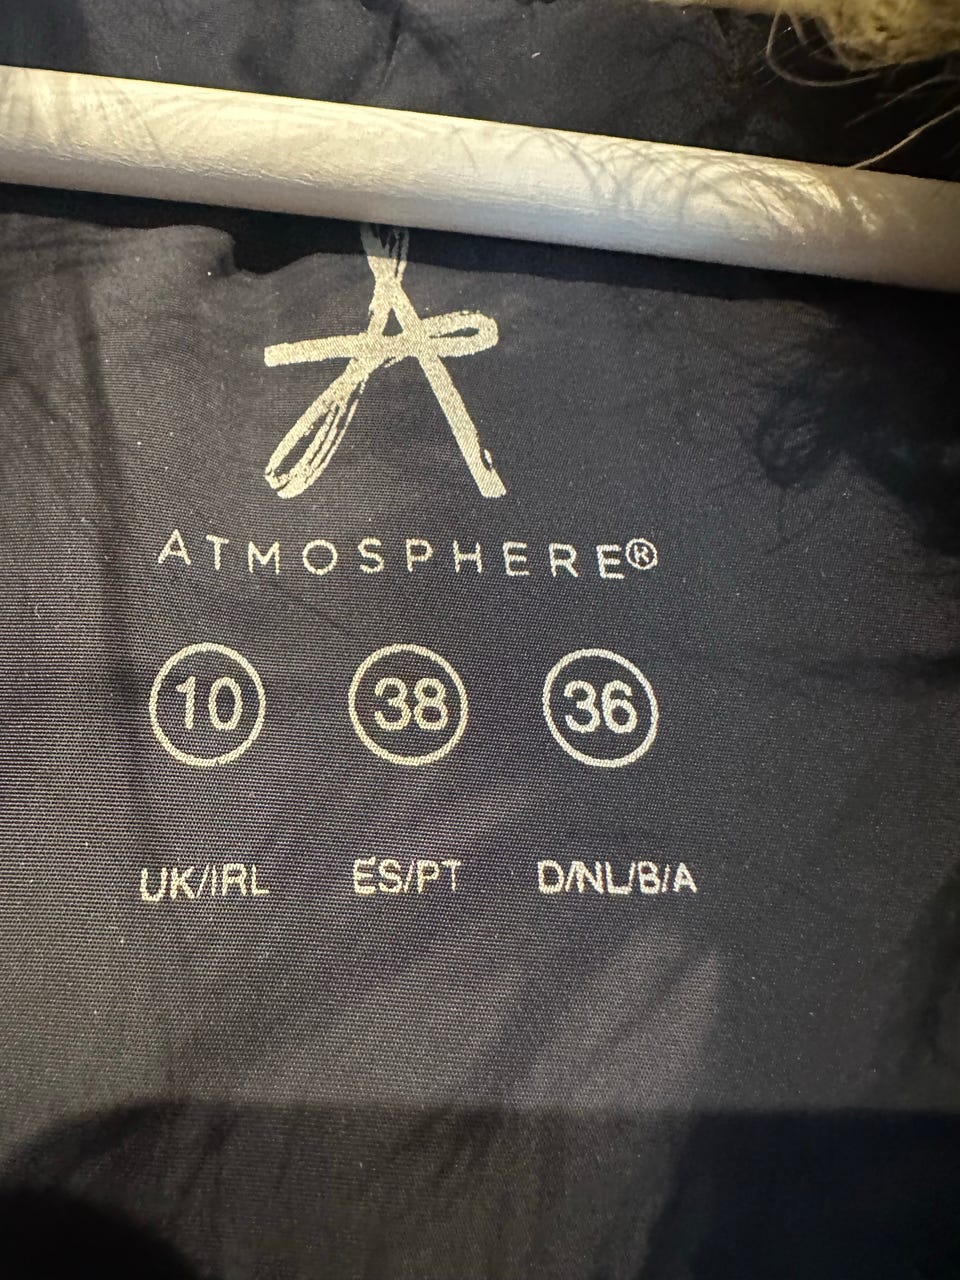 ATMOSPHERE®
10 38 36
UK/IRL ES/PT D/NL/B/A